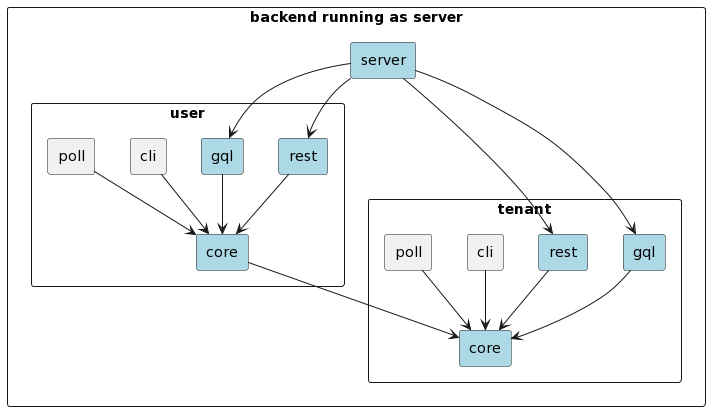 backend running as server
server
user
poll
cli
gql
rest
core
tenant
poll
cli
rest
gql
core